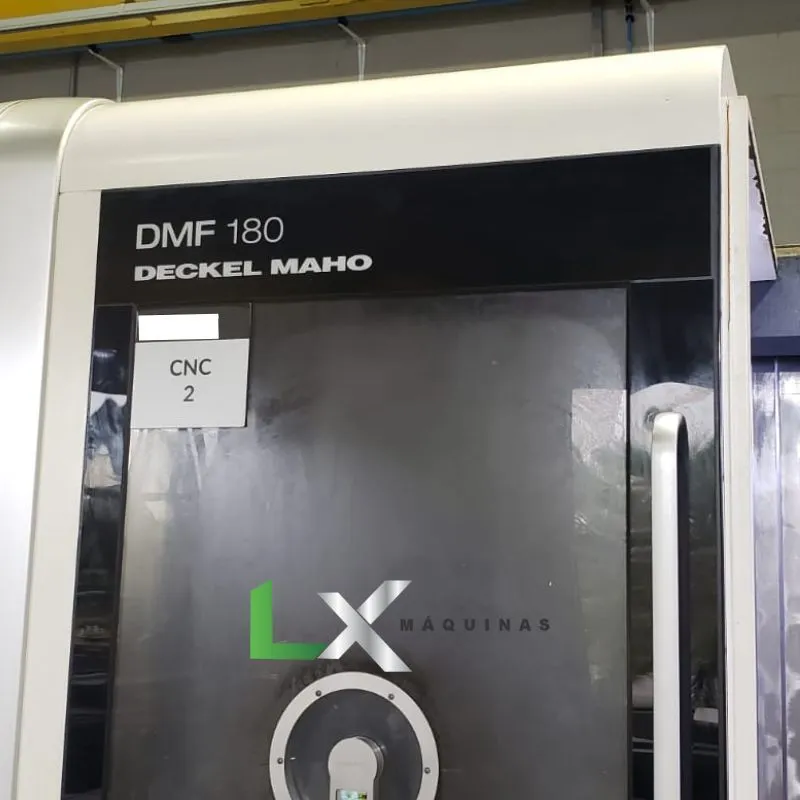 DMF 180
DECKEL MAHO
CNC
2
LX MÁQUINAS